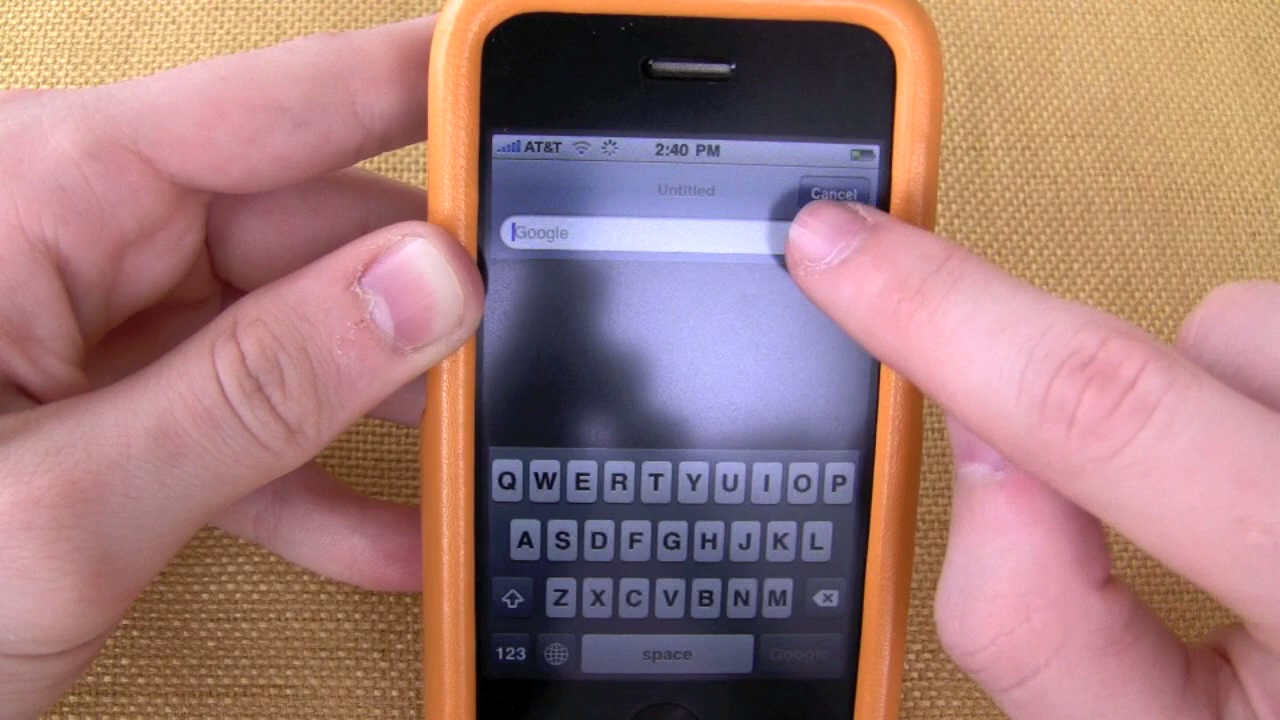 AT&T 2:40 PM
Untitled Cancel
Google
Q W E R T Y U I O P
A S D F G H J K L
Z X C V B N M
123 space Google